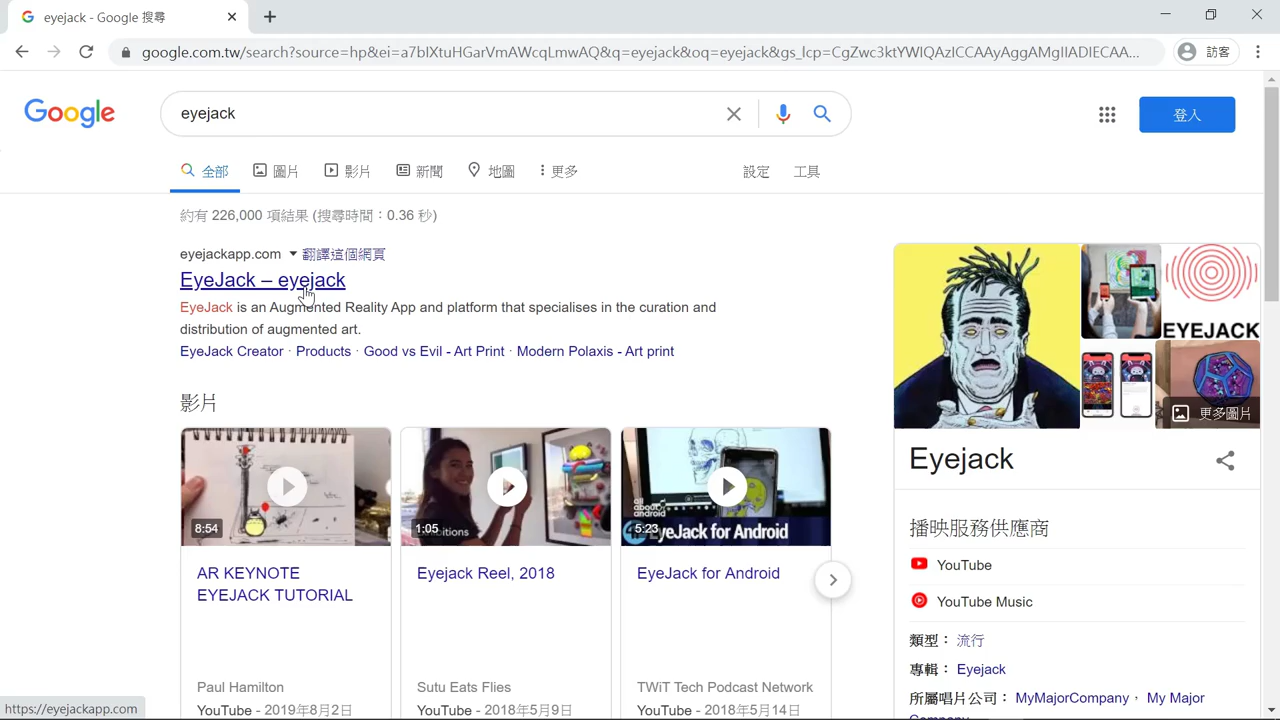 eyejack - Google 搜尋
google.com.tw/search?source=hp&ei=a7bIXtuHGarVmAWcqLmwAQ&q=eyejack&oq=eyejack&gs_lcp=CgZwc3ktYWIQAzICCAAyAggAMgIIADIECAA...
訪客
Google
eyejack
登入
全部
圖片
影片
新聞
地圖
更多
設定
工具
約有 226,000 項結果 (搜尋時間：0.36 秒)
eyejackapp.com
翻譯這個網頁
EyeJack – eyejack
EyeJack is an Augmented Reality App and platform that specialises in the curation and
distribution of augmented art.
EyeJack Creator · Products · Good vs Evil - Art Print · Modern Polaxis - Art print
影片
8:54
1:05
5:23
all about android
EyeJack for Android
AR KEYNOTE
EYEJACK TUTORIAL
Eyejack Reel, 2018
EyeJack for Android
Paul Hamilton
YouTube - 2019年8月2日
Sutu Eats Flies
YouTube - 2018年5月9日
TWiT Tech Podcast Network
YouTube - 2018年5月14日
EYEJACK
更多圖片
Eyejack
播映服務供應商
YouTube
YouTube Music
類型： 流行
專輯： Eyejack
所屬唱片公司： MyMajorCompany， My Major
Company
https://eyejackapp.com